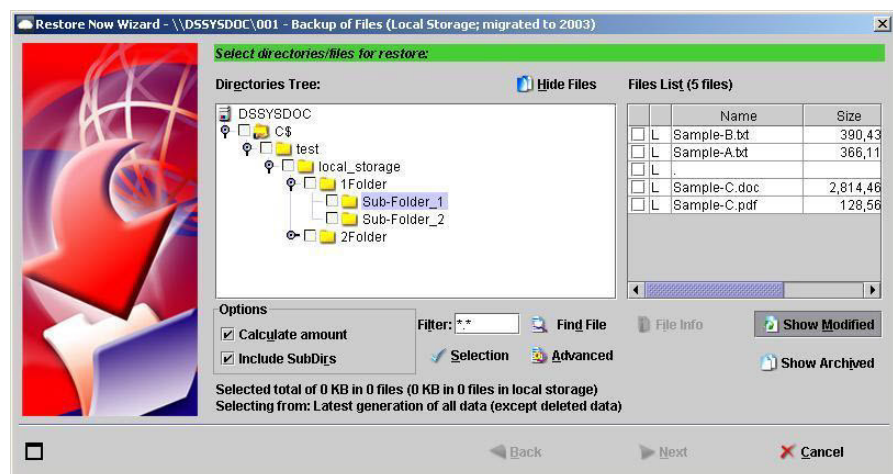 Restore Now Wizard - \\DSSYSDOC\001 - Backup of Files (Local Storage; migrated to 2003)
Select directories/files for restore:
Directories Tree:
Hide Files
Files List (5 files)
DSSYSDOC
C$
test
local_storage
1Folder
Sub-Folder_1
Sub-Folder_2
2Folder
Name Size
L Sample-B.txt 390,43
L Sample-A.txt 366,11
L .
L Sample-C.doc 2,814,46
L Sample-C.pdf 128,56
Options
Calculate amount
Include SubDirs
Filter: *.*
Find File
File Info
Show Modified
Selection
Advanced
Show Archived
Selected total of 0 KB in 0 files (0 KB in 0 files in local storage)
Selecting from: Latest generation of all data (except deleted data)
Back
Next
Cancel